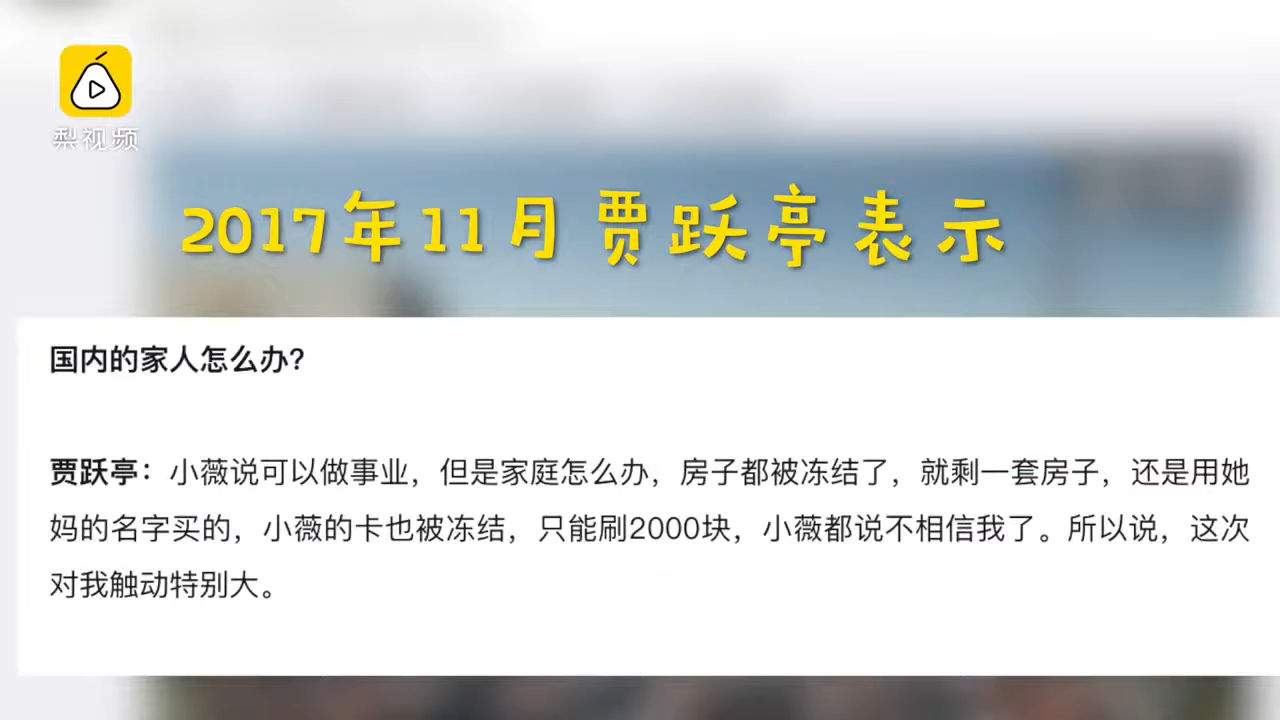 梨视频
2017年11月贾跃亭表示
国内的家人怎么办?
贾跃亭：小薇说可以做事业，但是家庭怎么办，房子都被冻结了，就剩一套房子，还是用她
妈的名字买的，小薇的卡也被冻结，只能刷2000块，小薇都说不相信我了。所以说，这次
对我触动特别大。